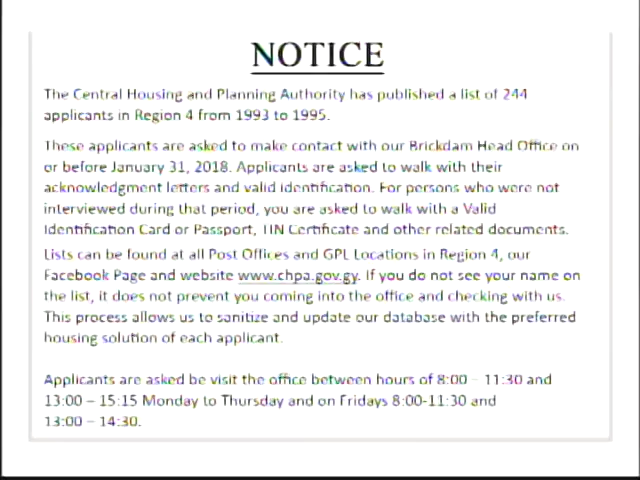 NOTICE
The Central Housing and Planning Authority has published a list of 244
applicants in Region 4 from 1993 to 1995.
These applicants are asked to make contact with our Brickdam Head Office on
or before January 31, 2018. Applicants are asked to walk with their
acknowledgment letters and valid identification. For persons who were not
interviewed during that period, you are asked to walk with a Valid
Identification Card or Passport, TIN Certificate and other related documents.
Lists can be found at all Post Offices and GPL Locations in Region 4, our
Facebook Page and website www.chpa.gov.gy. If you do not see your name on
the list, it does not prevent you coming into the office and checking with us.
This process allows us to sanitize and update our database with the preferred
housing solution of each applicant.
Applicants are asked be visit the office between hours of 8:00 – 11:30 and
13:00 – 15:15 Monday to Thursday and on Fridays 8:00-11:30 and
13:00 – 14:30.